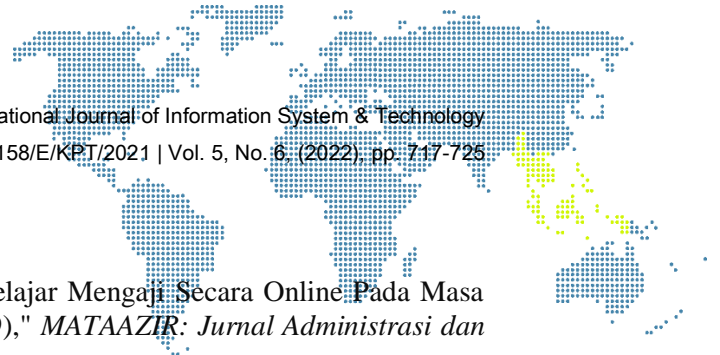 ational Journal of Information System & Technology
158/E/KPT/2021 | Vol. 5, No. 6, (2022), pp. 717-725
elajar Mengaji Secara Online Pada Masa
)," MATAAZIR: Jurnal Administrasi dan